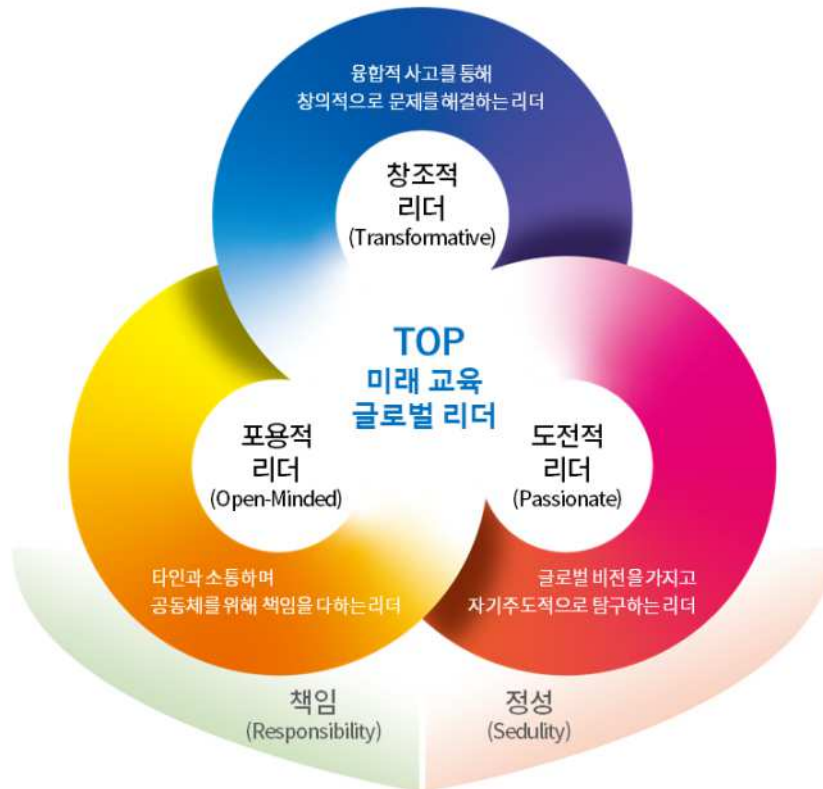 융합적 사고를 통해
창의적으로 문제를 해결하는 리더
창조적
리더
(Transformative)
TOP
미래 교육
글로벌 리더
포용적
리더
(Open-Minded)
타인과 소통하며
공동체를 위해 책임을 다하는 리더
도전적
리더
(Passionate)
글로벌 비전을 가지고
자기주도적으로 탐구하는 리더
책임
(Responsibility)
정성
(Sedulity)